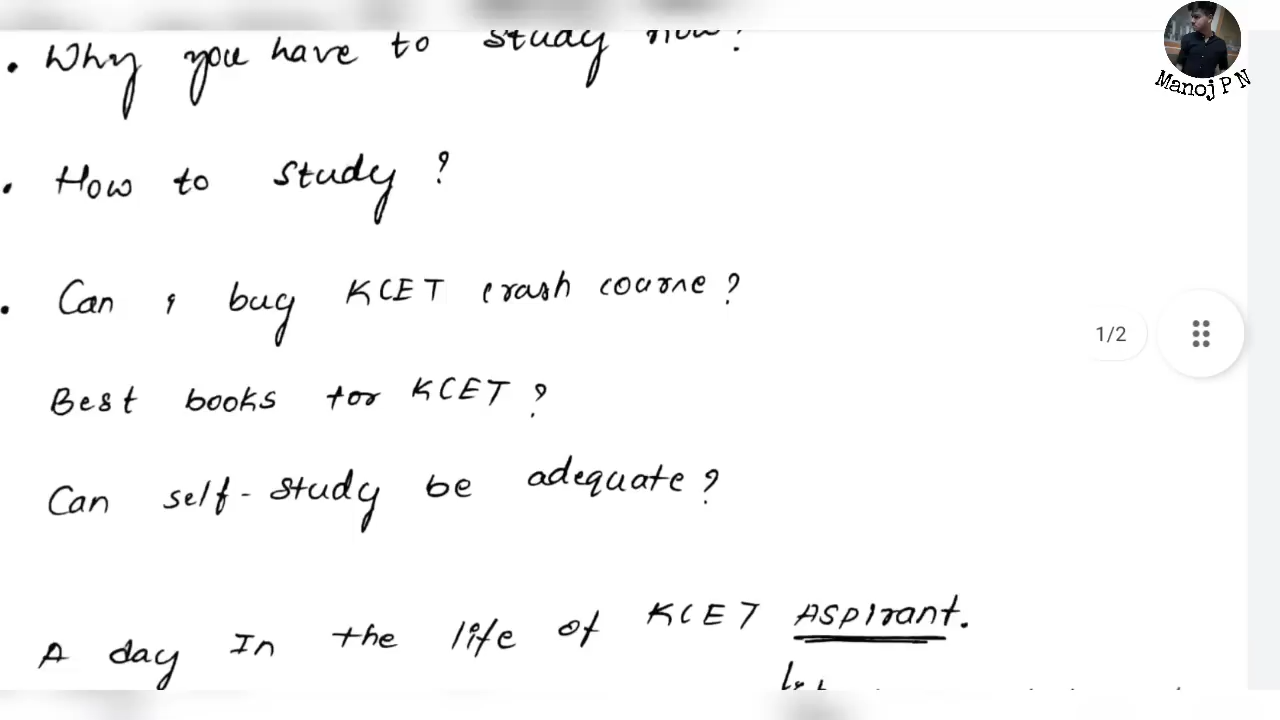 • Why you have to study now?
Manoj P N
• How to study ?
• Can i buy KCET crash course ?
1/2
Best books for KCET ?
Can self-study be adequate ?
A day In the life of KCET ASPIrant.